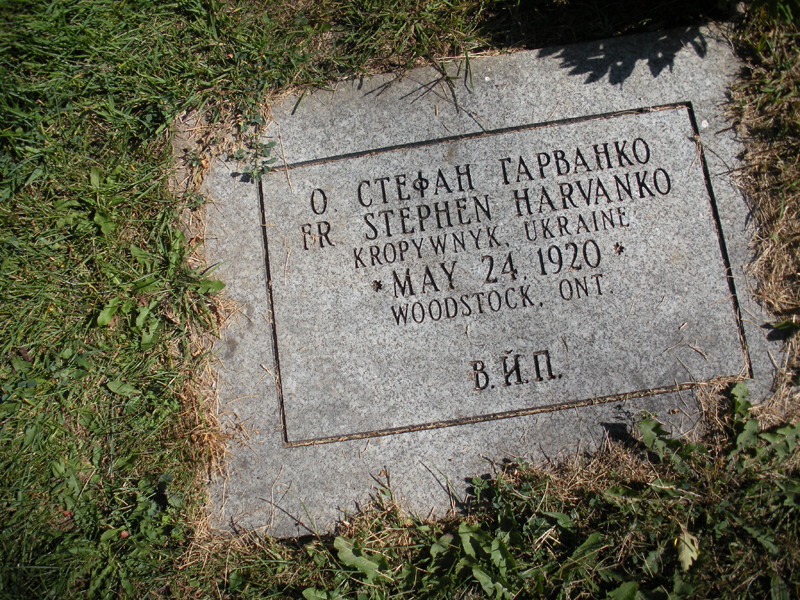 О. СТЕФАН ГАРВАНКО
FR. STEPHEN HARVANKO
KROPYWNYK, UKRAINE
* MAY 24, 1920 *
WOODSTOCK, ONT.
В.Й.П.